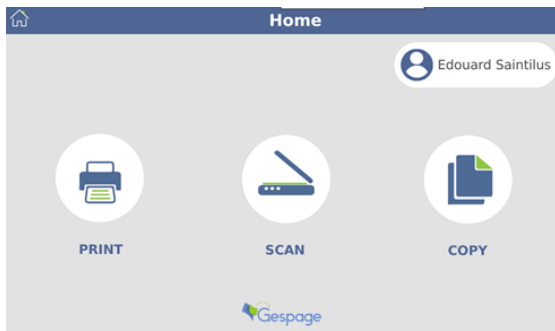 Home
Edouard Saintilus
PRINT
SCAN
COPY
Gespage